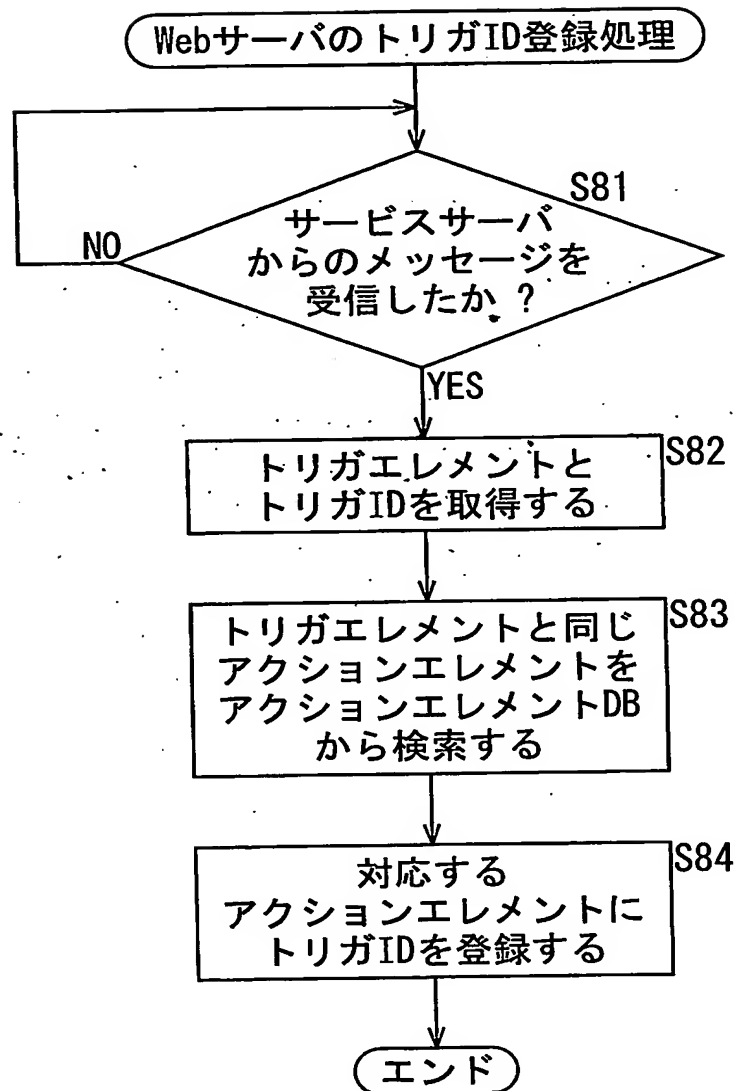 WebサーバのトリガID登録処理
S81
サービスサーバ
からのメッセージを
受信したか ?
NO
YES
S82
トリガエレメントと
トリガIDを取得する
S83
トリガエレメントと同じ
アクションエレメントを
アクションエレメントDB
から検索する
S84
対応する
アクションエレメントに
トリガIDを登録する
エンド